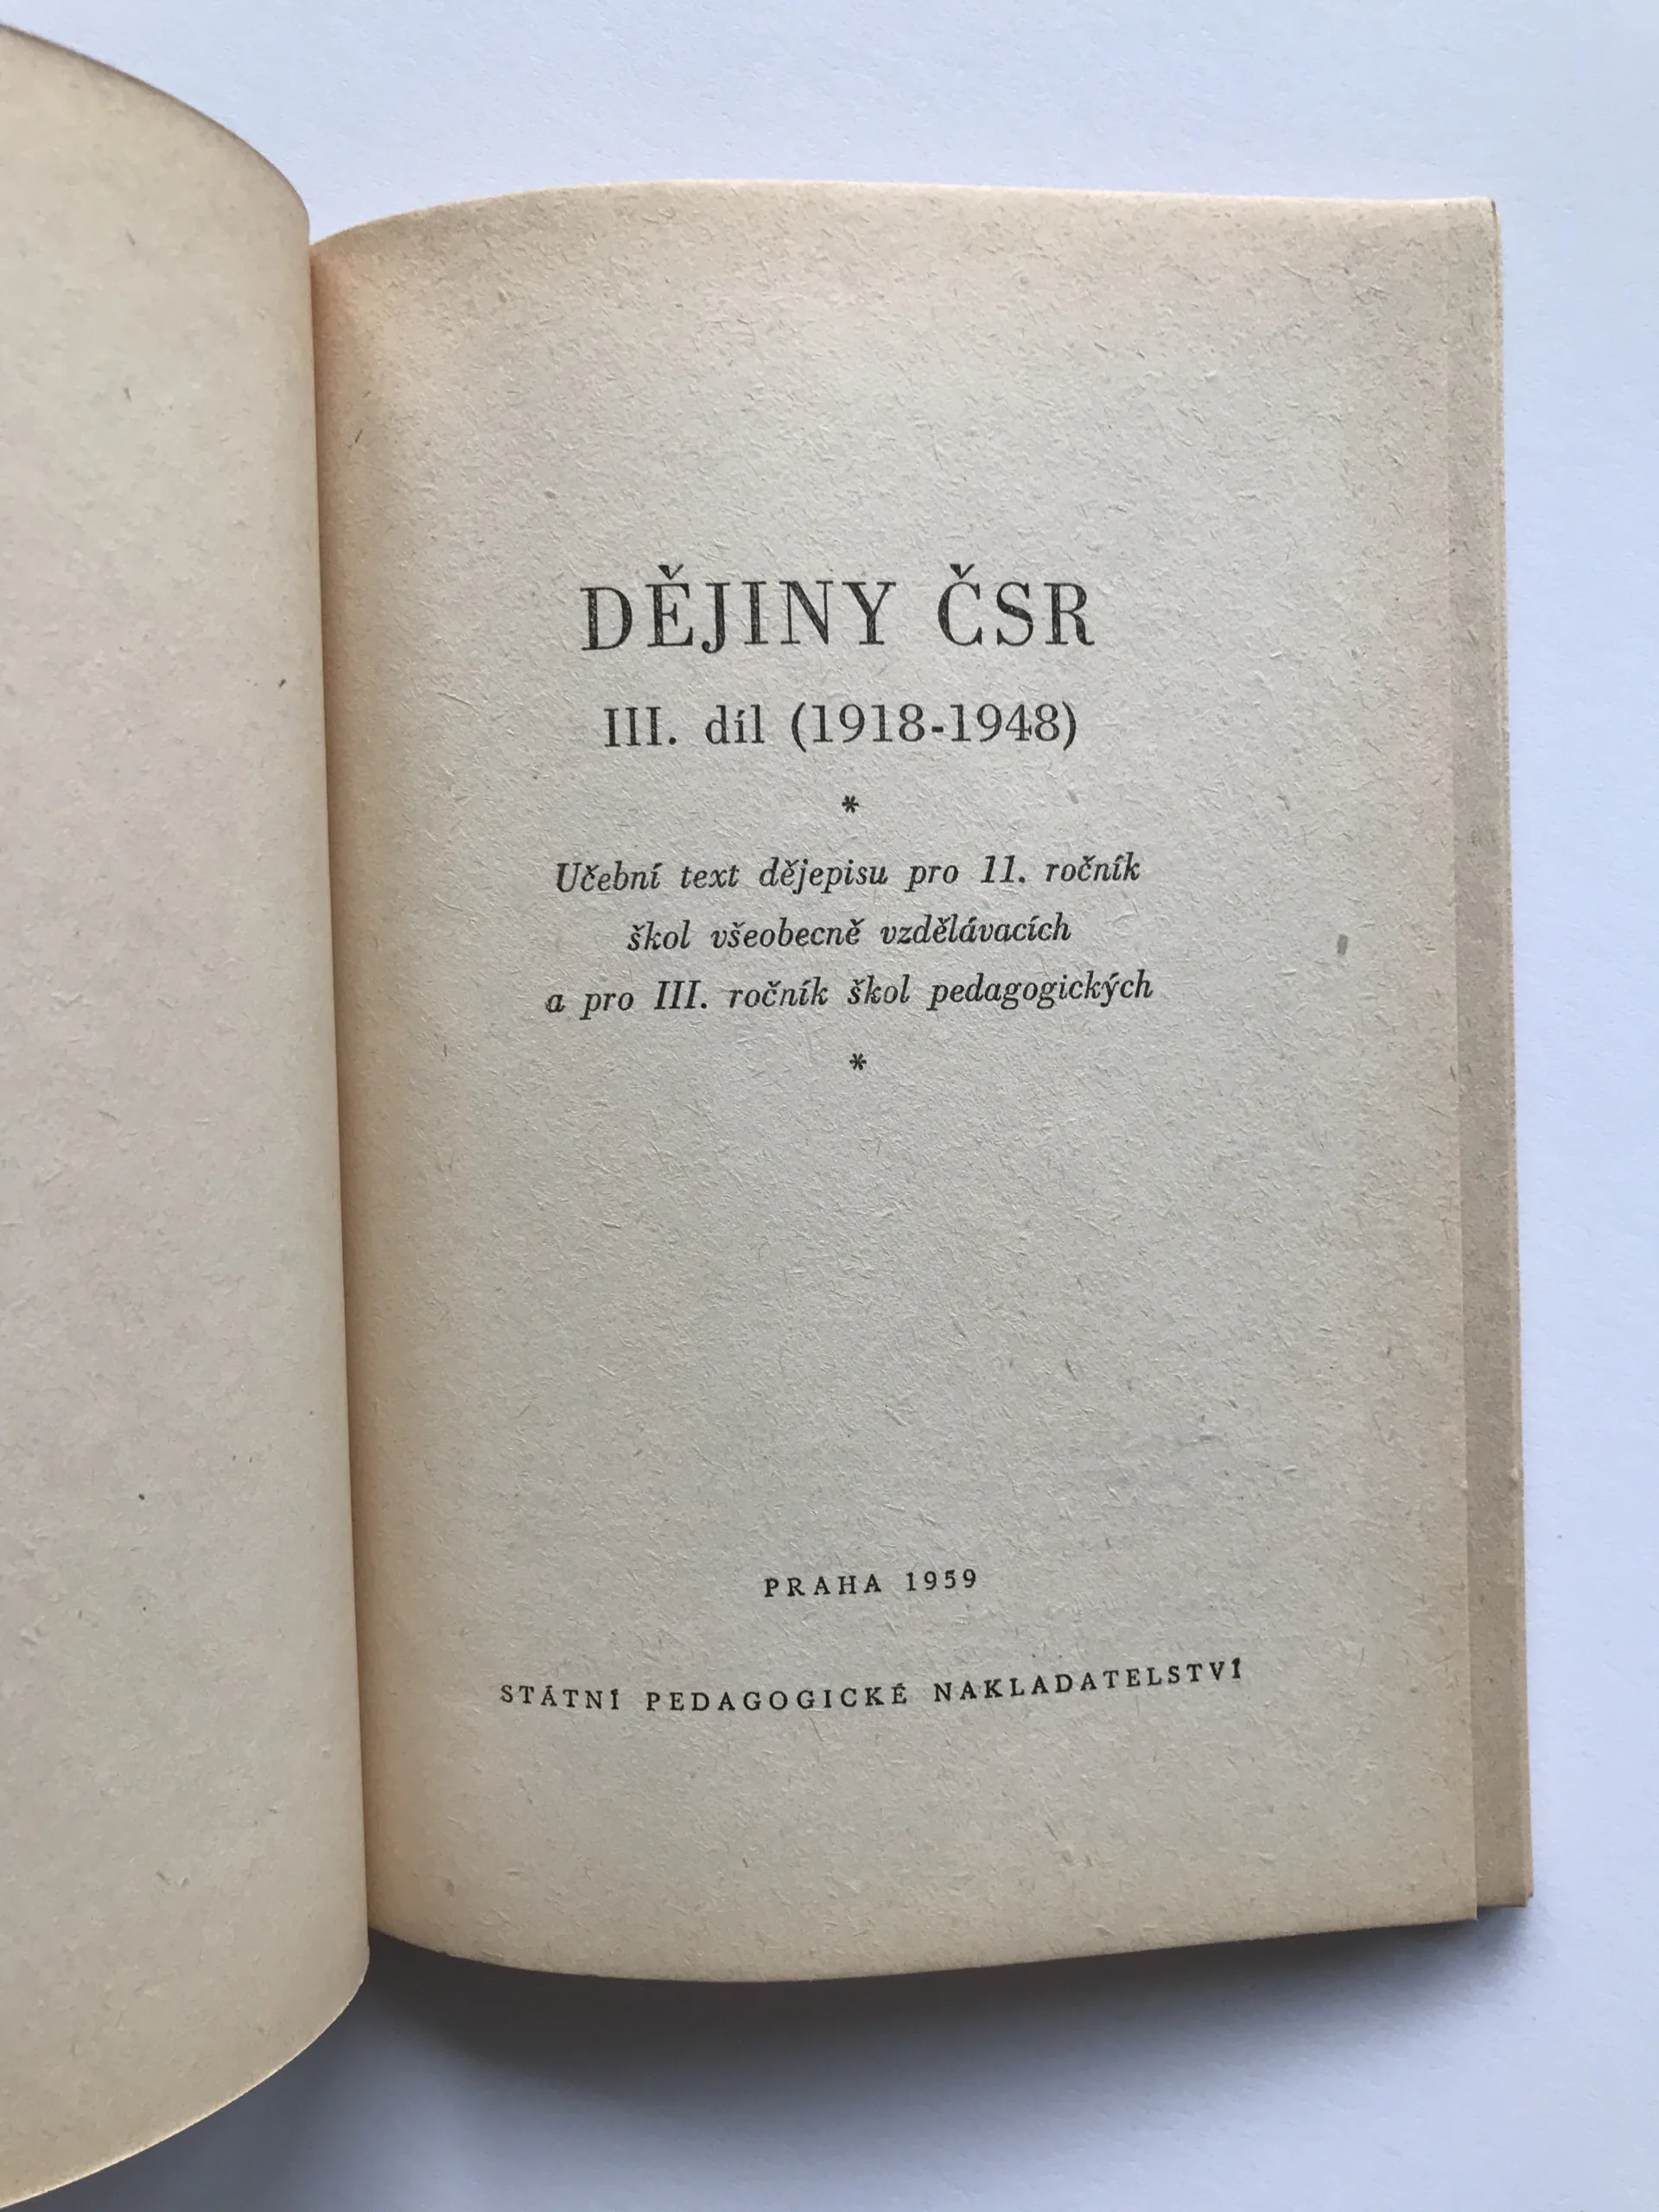 DĚJINY ČSR
III. díl (1918-1948)
*
Učební text dějepisu pro 11. ročník
škol všeobecně vzdělávacích
a pro III. ročník škol pedagogických
*
PRAHA 1959
STÁTNÍ PEDAGOGICKÉ NAKLADATELSTVÍ